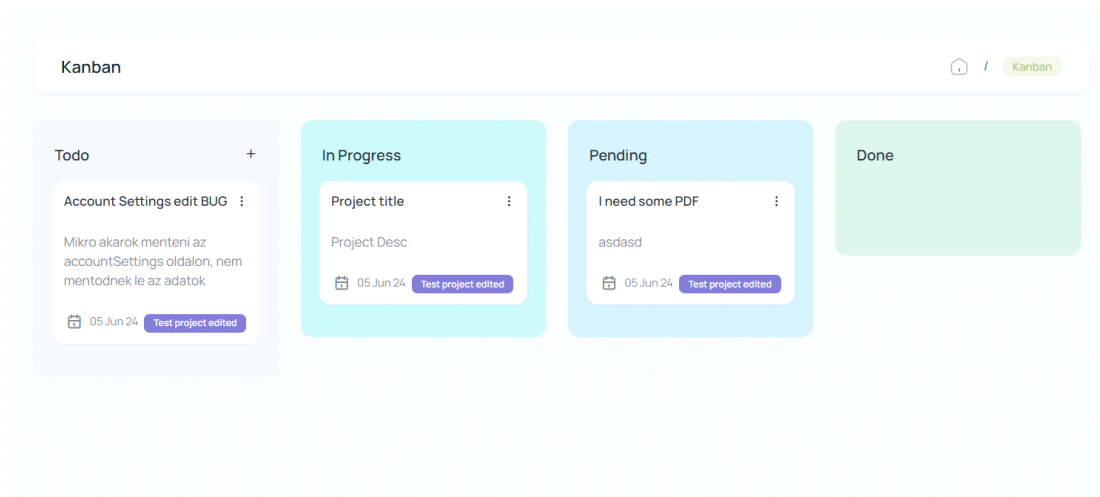 Kanban
/
Kanban
Todo
+
Account Settings edit BUG
Mikro akarok menteni az
accountSettings oldalon, nem
mentodnek le az adatok
05 Jun 24
Test project edited
In Progress
Project title
Project Desc
05 Jun 24
Test project edited
Pending
I need some PDF
asdasd
05 Jun 24
Test project edited
Done